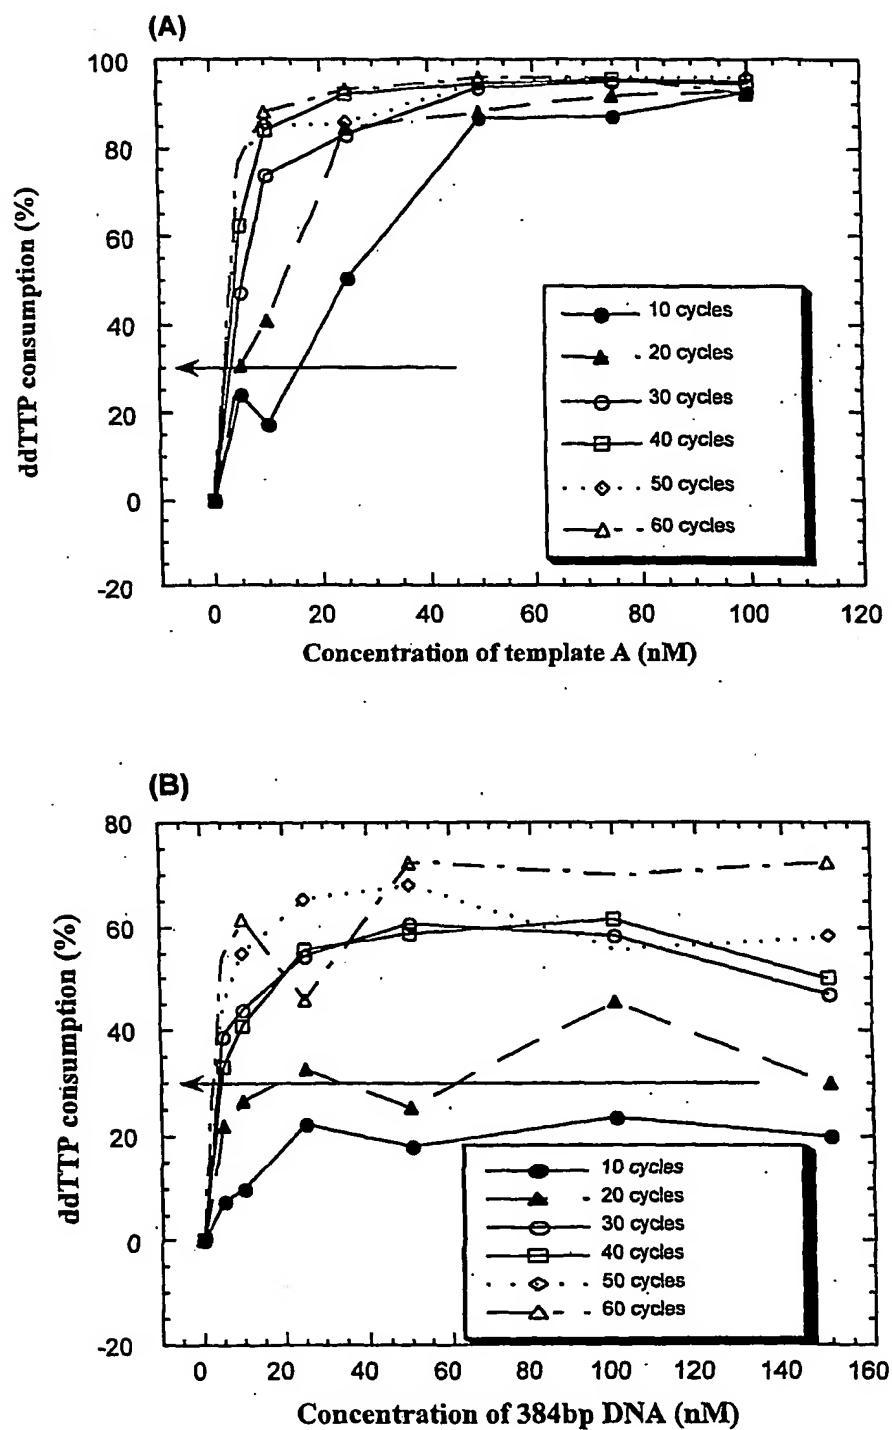 (A)
100
80
60
40
20
0
-20
ddTTP consumption (%)
10 cycles
20 cycles
30 cycles
40 cycles
50 cycles
60 cycles
0 20 40 60 80 100 120
Concentration of template A (nM)
(B)
80
60
40
20
0
-20
ddTTP consumption (%)
10 cycles
20 cycles
30 cycles
40 cycles
50 cycles
60 cycles
0 20 40 60 80 100 120 140 160
Concentration of 384bp DNA (nM)